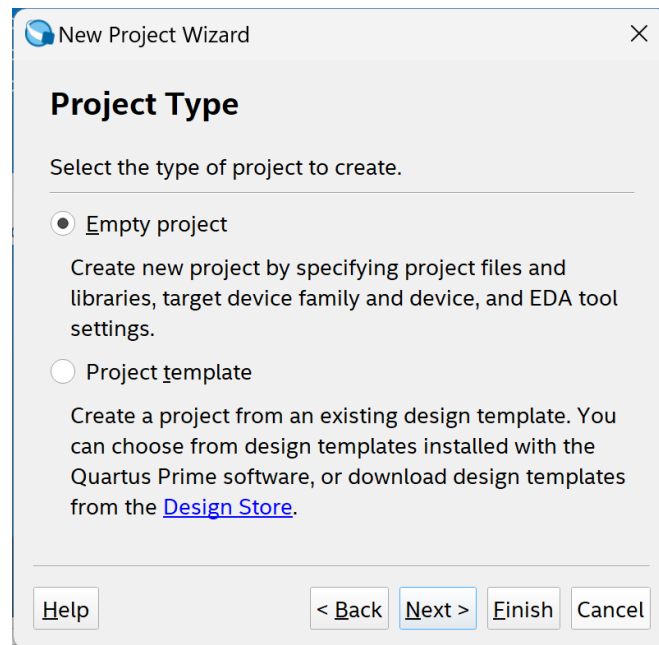 New Project Wizard
Project Type
Select the type of project to create.
Empty project
Create new project by specifying project files and
libraries, target device family and device, and EDA tool
settings.
Project template
Create a project from an existing design template. You
can choose from design templates installed with the
Quartus Prime software, or download design templates
from the Design Store.
Help < Back Next > Finish Cancel